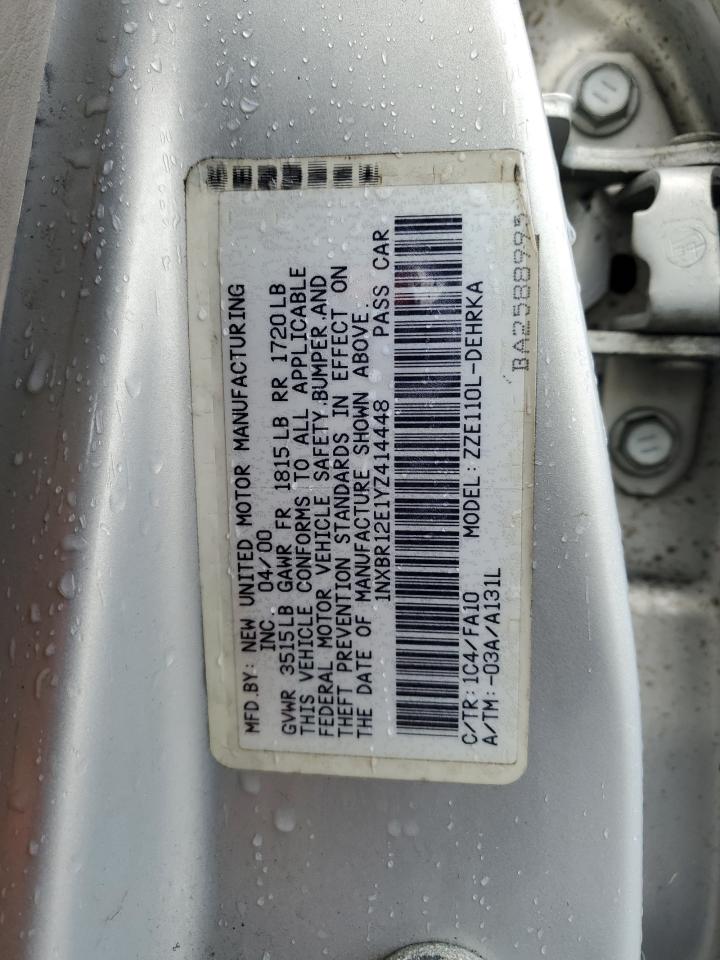 MFD.BY: NEW UNITED MOTOR MANUFACTURING
INC. 04/00
GVWR 3515LB GAWR FR 1815LB RR 1720LB
THIS VEHICLE CONFORMS TO ALL APPLICABLE
FEDERAL MOTOR VEHICLE SAFETY.BUMPER.AND
THEFT PREVENTION STANDARDS IN EFFECT ON
THE DATE OF MANUFACTURE SHOWN ABOVE.
1NXBR12E1YZ414448 PASS CAR
C/TR: 1C4/FA10 MODEL: ZZE110L-DEHRKA
A/TM:-03A/A131L
BA2588995